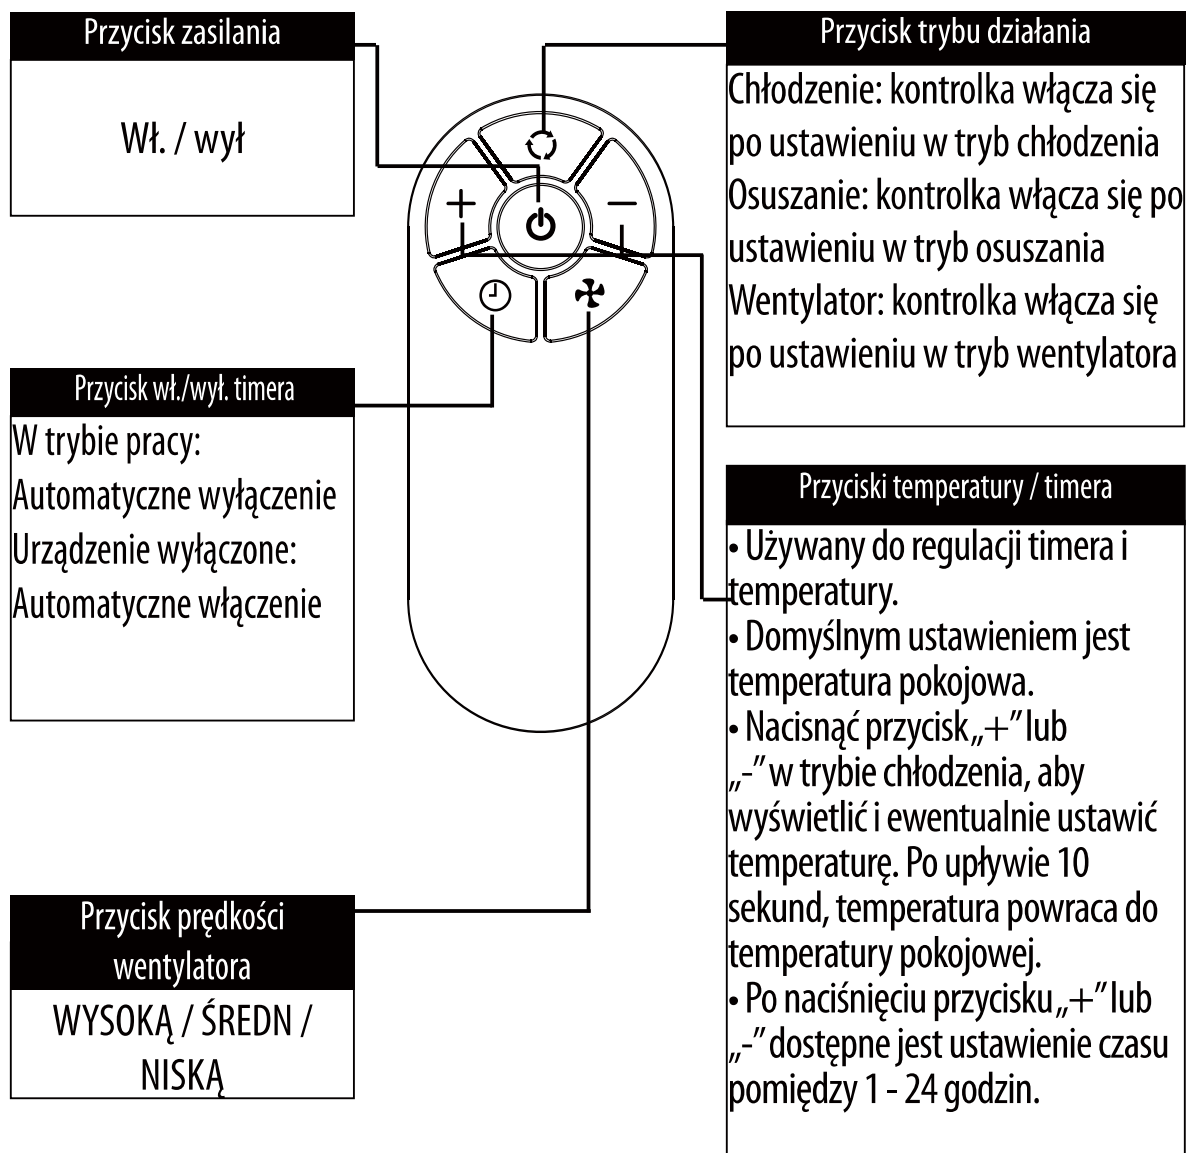 Przycisk zasilania
Wł. / wył
Przycisk wł./wył. timera
W trybie pracy:
Automatyczne wyłączenie
Urządzenie wyłączone:
Automatyczne włączenie
Przycisk prędkości
wentylatora
WYSOKĄ / ŚREDN /
NISKĄ
Przycisk trybu działania
Chłodzenie: kontrolka włącza się
po ustawieniu w tryb chłodzenia
Osuszanie: kontrolka włącza się po
ustawieniu w tryb osuszania
Wentylator: kontrolka włącza się
po ustawieniu w tryb wentylatora
Przyciski temperatury / timera
• Używany do regulacji timera i
temperatury.
• Domyślnym ustawieniem jest
temperatura pokojowa.
• Nacisnąć przycisk „+” lub
„-” w trybie chłodzenia, aby
wyświetlić i ewentualnie ustawić
temperaturę. Po upływie 10
sekund, temperatura powraca do
temperatury pokojowej.
• Po naciśnięciu przycisku „+” lub
„-” dostępne jest ustawienie czasu
pomiędzy 1 - 24 godzin.